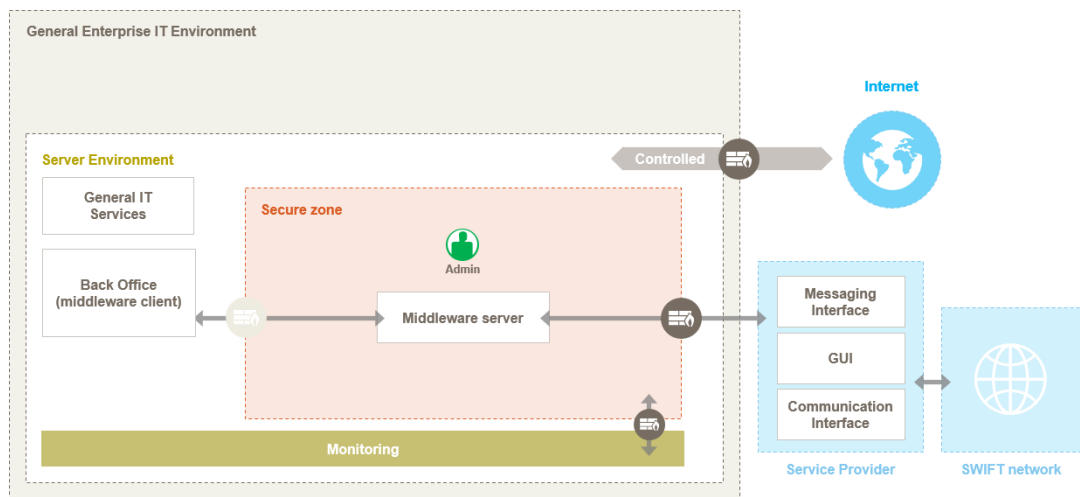 General Enterprise IT Environment
Internet
Server Environment
Controlled
General IT
Services
Secure zone
Admin
Back Office
(middleware client)
Middleware server
Messaging
Interface
GUI
Communication
Interface
Monitoring
Service Provider
SWIFT network